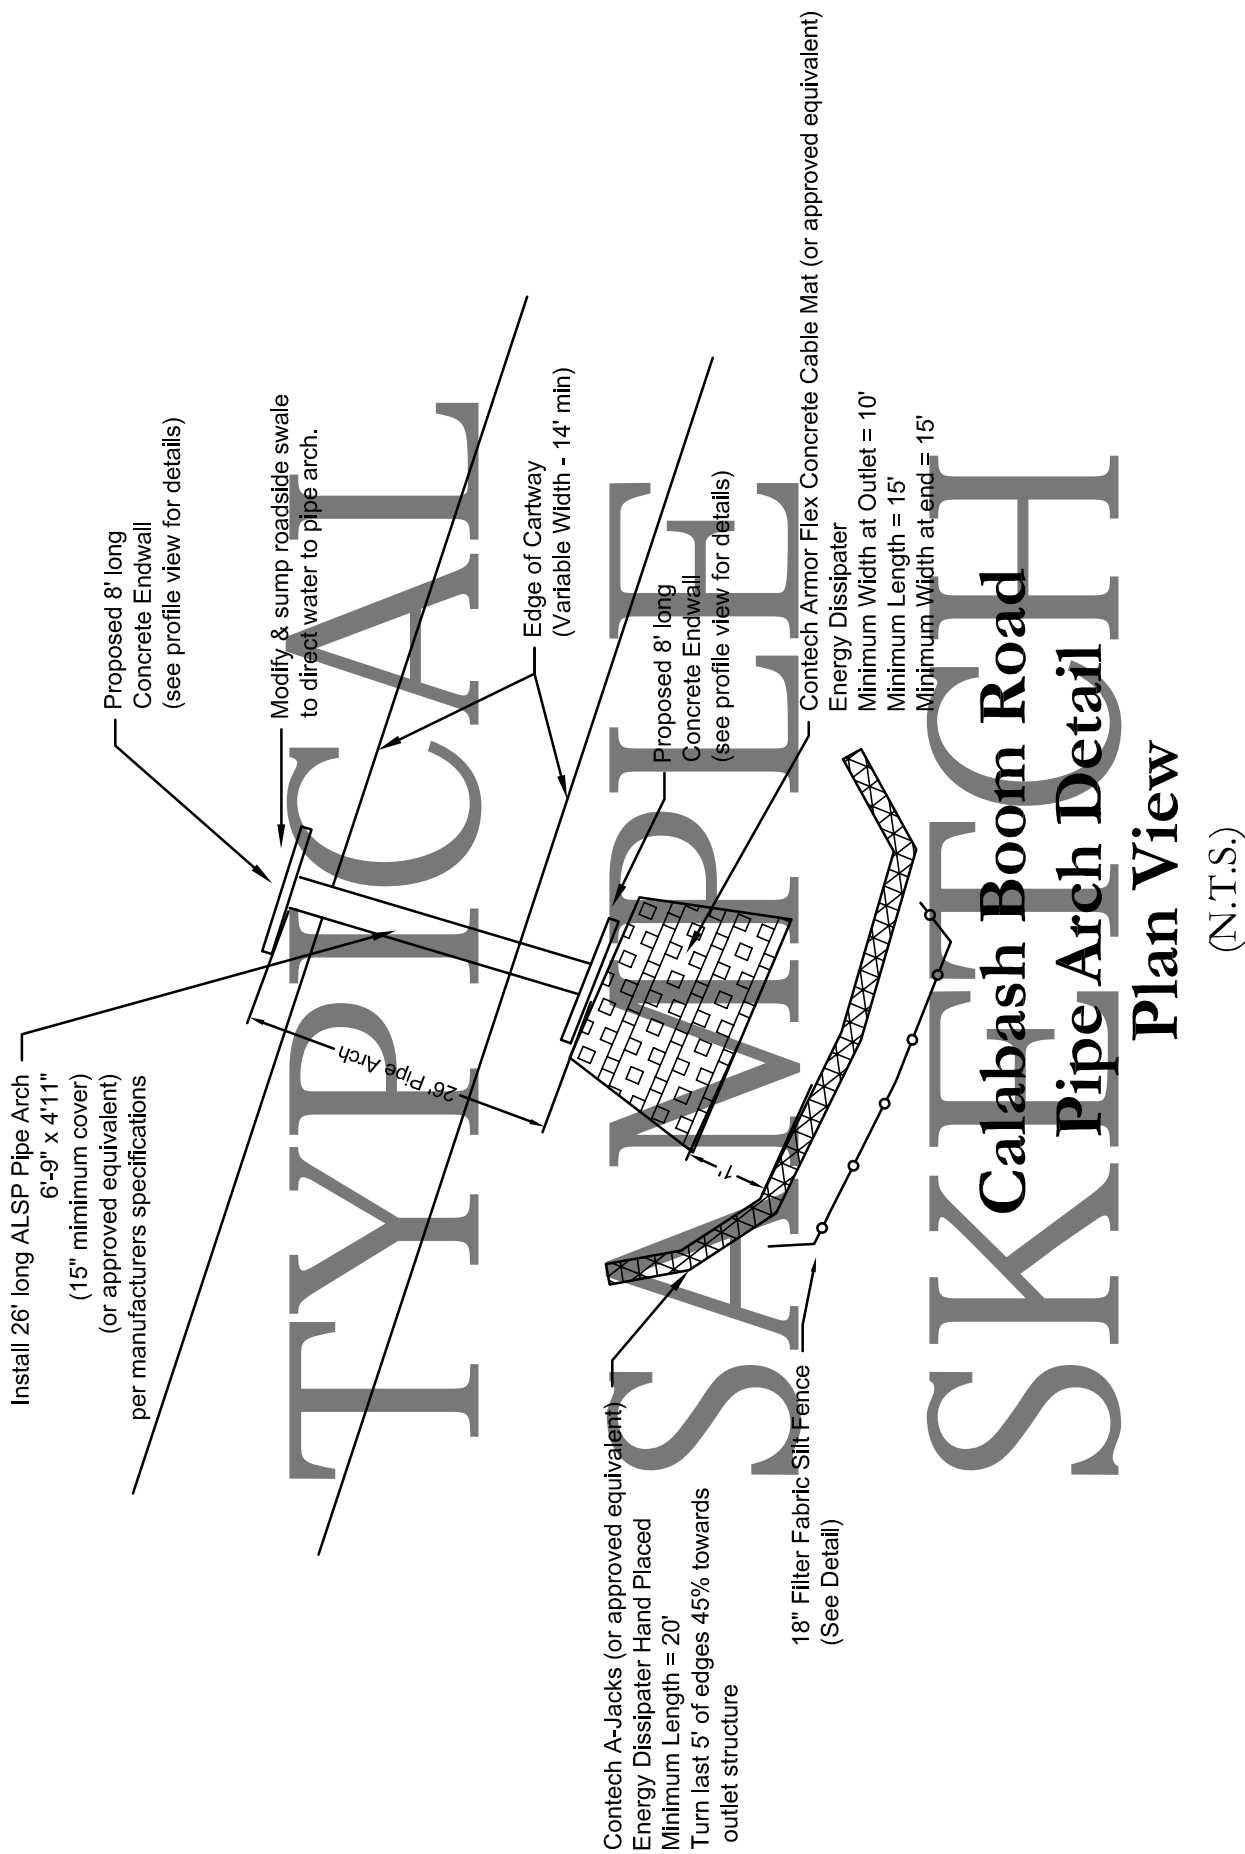 Install 26' long ALSP Pipe Arch
6'-9" x 4'11"
(15" mimimum cover)
(or approved equivalent)
per manufacturers specifications
Proposed 8' long
Concrete Endwall
(see profile view for details)
Modify & sump roadside swale
to direct water to pipe arch.
26' Pipe Arch
Edge of Cartway
(Variable Width - 14' min)
Proposed 8' long
Concrete Endwall
(see profile view for details)
Contech Armor Flex Concrete Cable Mat (or approved equivalent)
Energy Dissipater
Minimum Width at Outlet = 10'
Minimum Length = 15'
Minimum Width at end = 15'
1'
Contech A-Jacks (or approved equivalent)
Energy Dissipater Hand Placed
Minimum Length = 20'
Turn last 5' of edges 45% towards
outlet structure
18" Filter Fabric Silt Fence
(See Detail)
TYPICAL
SAMPLE
SKETCH
Calabash Boom Road
Pipe Arch Detail
Plan View
(N.T.S.)